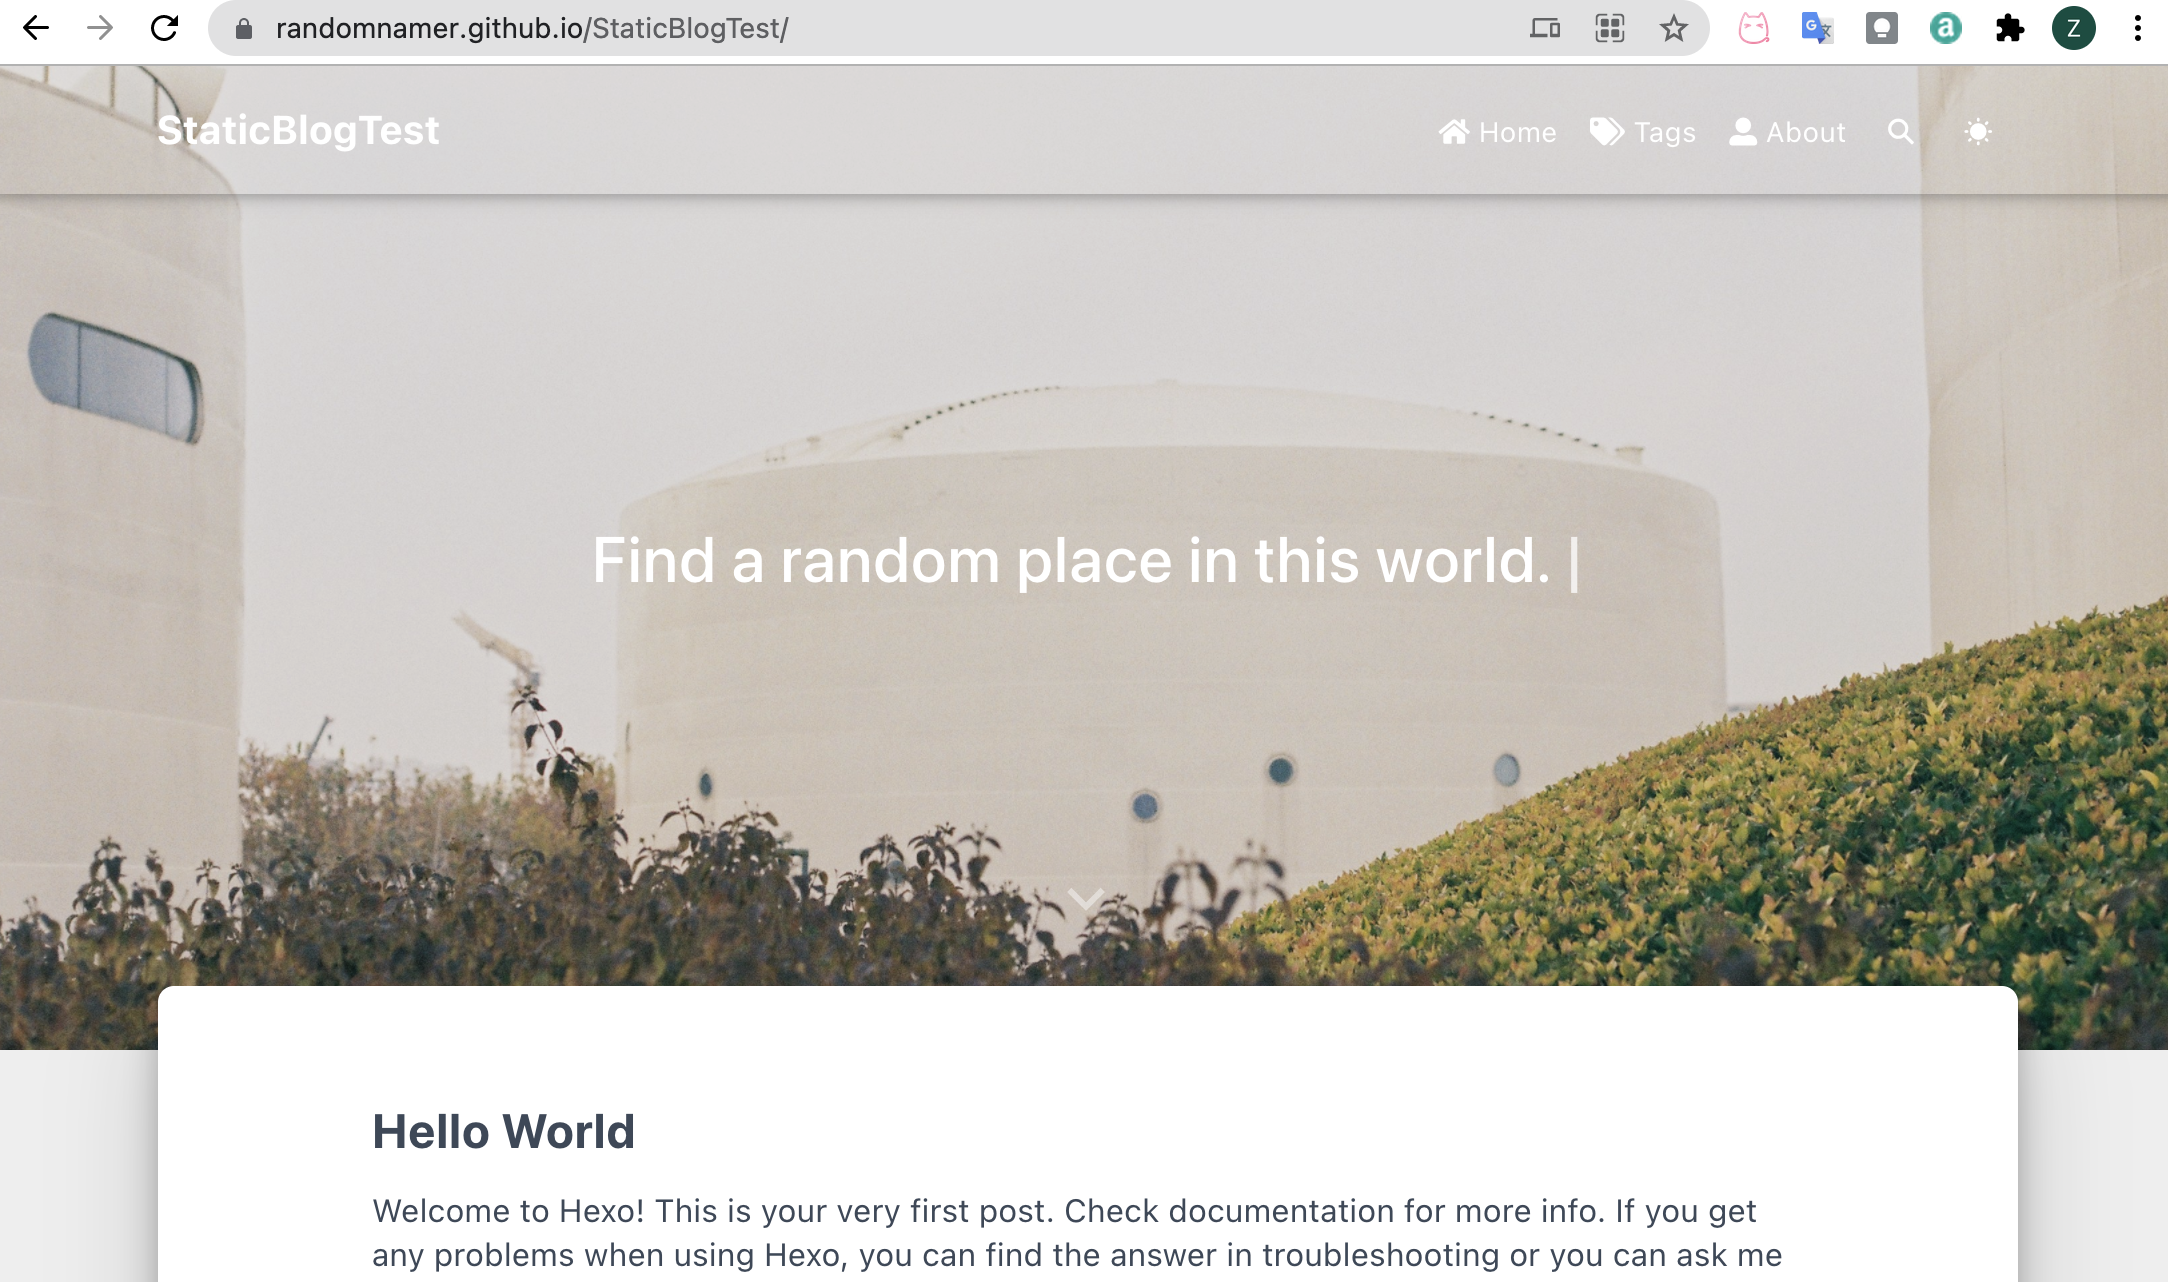 randomnamer.github.io/StaticBlogTest/
Z
StaticBlogTest
Home Tags About
Find a random place in this world. |
Hello World
Welcome to Hexo! This is your very first post. Check documentation for more info. If you get
any problems when using Hexo, you can find the answer in troubleshooting or you can ask me